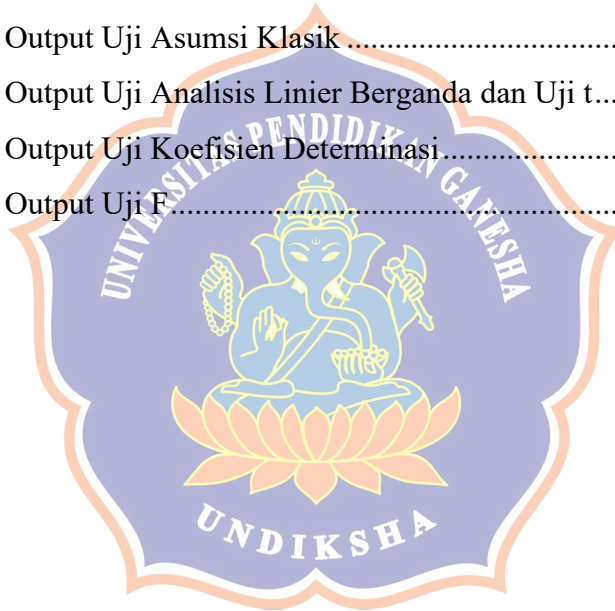 Output Uji Asumsi Klasik ................................
Output Uji Analisis Linier Berganda dan Uji t...
Output Uji Koefisien Determinasi.....................
Output Uji F.....................................................
UNIVERSITAS PENDIDIKAN GANESHA
UNDIKSHA